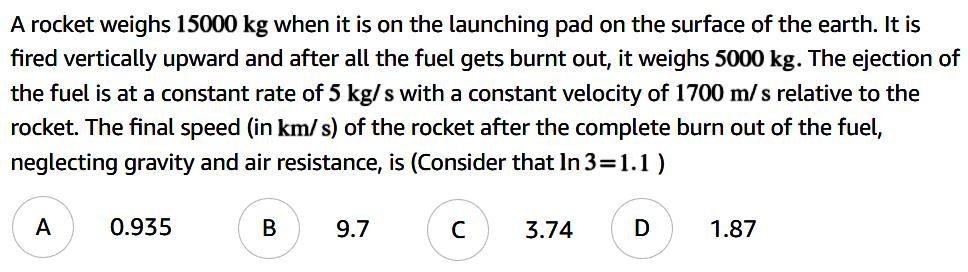 A rocket weighs 15000 kg when it is on the launching pad on the surface of the earth. It is
fired vertically upward and after all the fuel gets burnt out, it weighs 5000 kg. The ejection of
the fuel is at a constant rate of 5 kg/ s with a constant velocity of 1700 m/ s relative to the
rocket. The final speed (in km/ s) of the rocket after the complete burn out of the fuel,
neglecting gravity and air resistance, is (Consider that ln 3=1.1 )
A 0.935 B 9.7 C 3.74 D 1.87